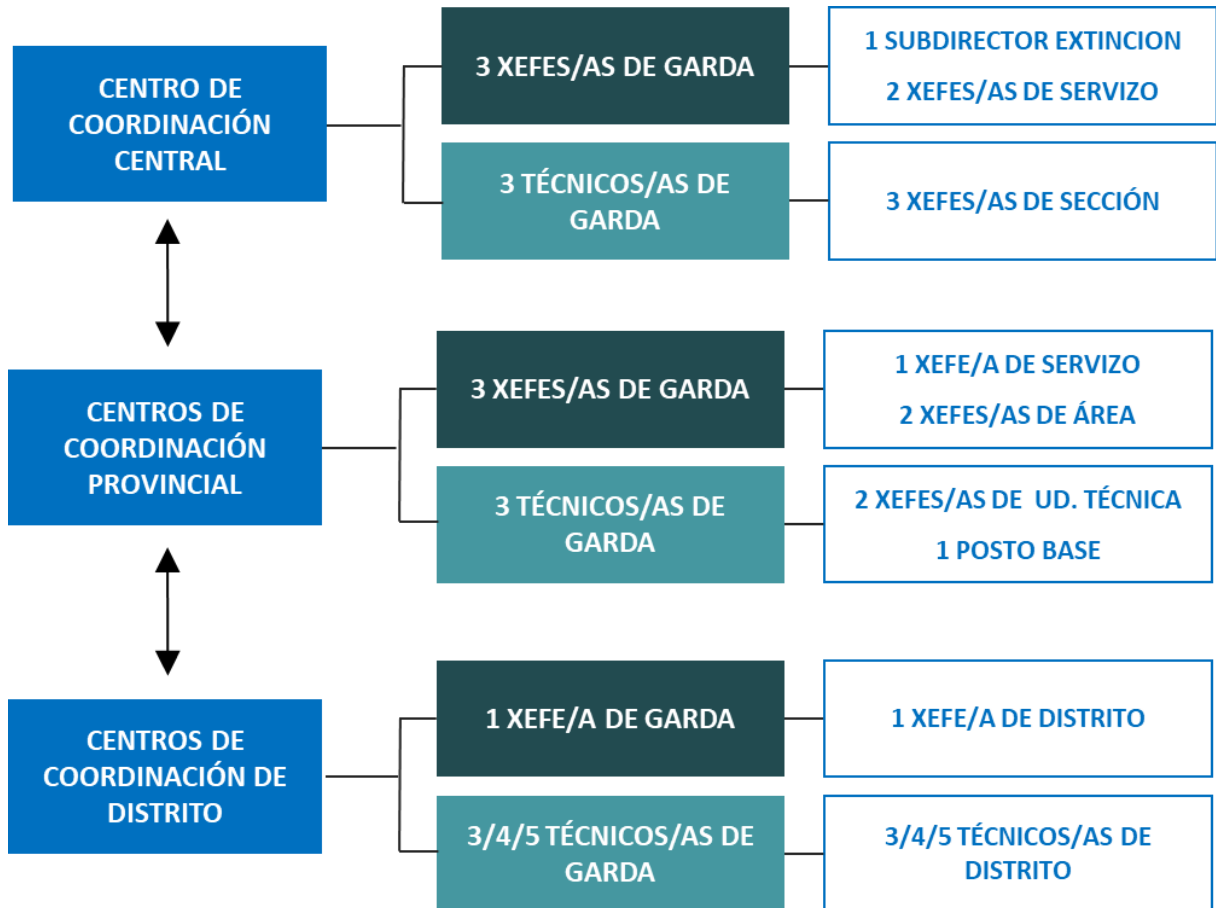 CENTRO DE
COORDINACIÓN
CENTRAL
3 XEFES/AS DE GARDA
1 SUBDIRECTOR EXTINCION
2 XEFES/AS DE SERVIZO
3 TÉCNICOS/AS DE
GARDA
3 XEFES/AS DE SECCIÓN
CENTROS DE
COORDINACIÓN
PROVINCIAL
3 XEFES/AS DE GARDA
1 XEFE/A DE SERVIZO
2 XEFES/AS DE ÁREA
3 TÉCNICOS/AS DE
GARDA
2 XEFES/AS DE UD. TÉCNICA
1 POSTO BASE
CENTROS DE
COORDINACIÓN DE
DISTRITO
1 XEFE/A DE GARDA
1 XEFE/A DE DISTRITO
3/4/5 TÉCNICOS/AS DE
GARDA
3/4/5 TÉCNICOS/AS DE
DISTRITO